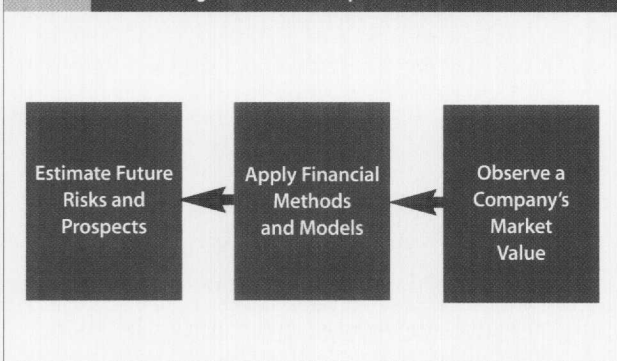 Estimate Future
Risks and
Prospects
Apply Financial
Methods
and Models
Observe a
Company's
Market
Value